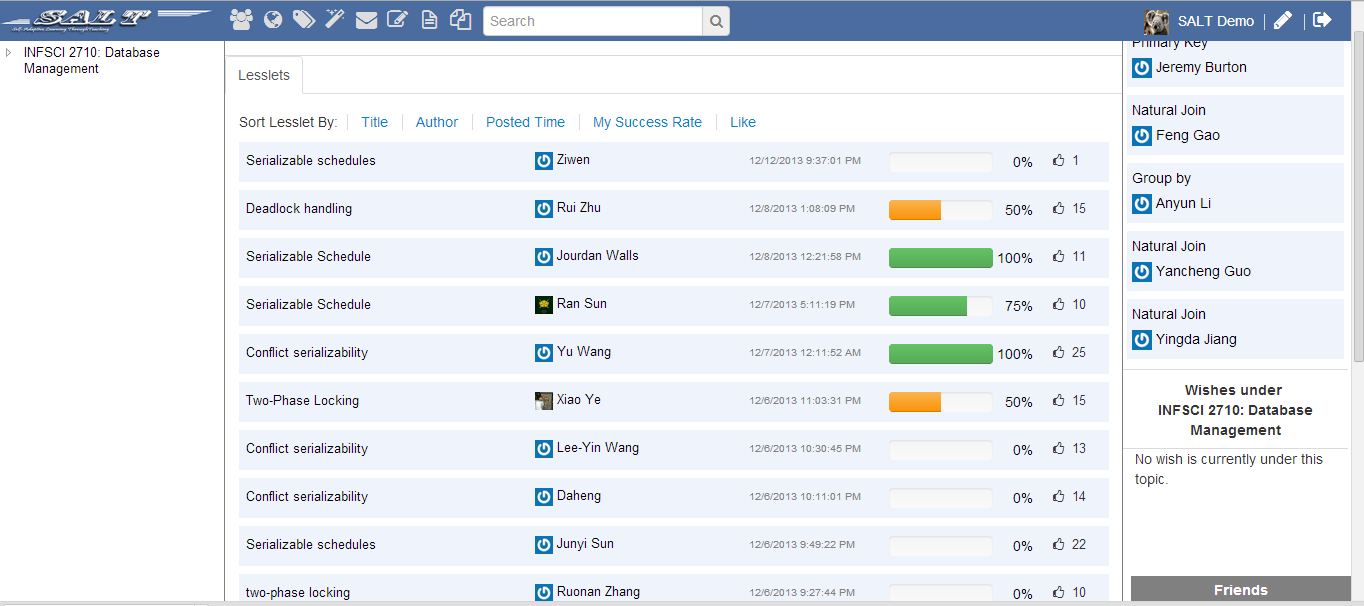 SALT
SALT Demo
INFSCI 2710: Database
Management
Lesslets
Sort Lesslet By:
Title
Author
Posted Time
My Success Rate
Like
Serializable schedules Ziwen 12/12/2013 9:37:01 PM 0% 1
Deadlock handling Rui Zhu 12/8/2013 1:08:09 PM 50% 15
Serializable Schedule Jourdan Walls 12/8/2013 12:21:58 PM 100% 11
Serializable Schedule Ran Sun 12/7/2013 5:11:19 PM 75% 10
Conflict serializability Yu Wang 12/7/2013 12:11:52 AM 100% 25
Two-Phase Locking Xiao Ye 12/6/2013 11:03:31 PM 50% 15
Conflict serializability Lee-Yin Wang 12/6/2013 10:30:45 PM 0% 13
Conflict serializability Daheng 12/6/2013 10:11:01 PM 0% 14
Serializable schedules Junyi Sun 12/6/2013 9:49:22 PM 0% 22
two-phase locking Ruonan Zhang 12/6/2013 9:27:44 PM 0% 10
Search
Primary Key
Jeremy Burton
Natural Join
Feng Gao
Group by
Anyun Li
Natural Join
Yancheng Guo
Natural Join
Yingda Jiang
Wishes under
INFSCI 2710: Database
Management
No wish is currently under this
topic.
Friends